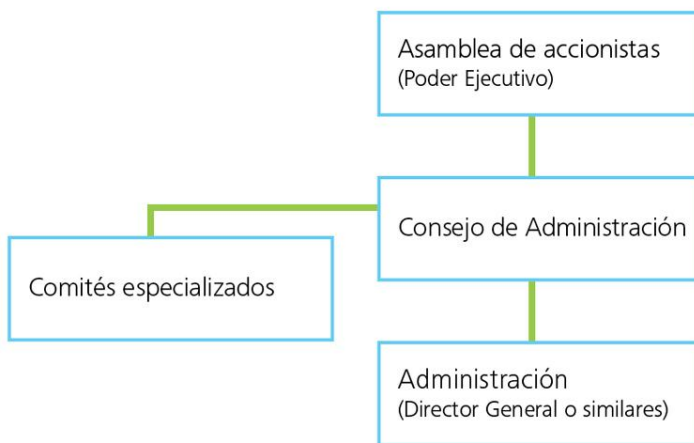 Asamblea de accionistas
(Poder Ejecutivo)
Consejo de Administración
Comités especializados
Administración
(Director General o similares)